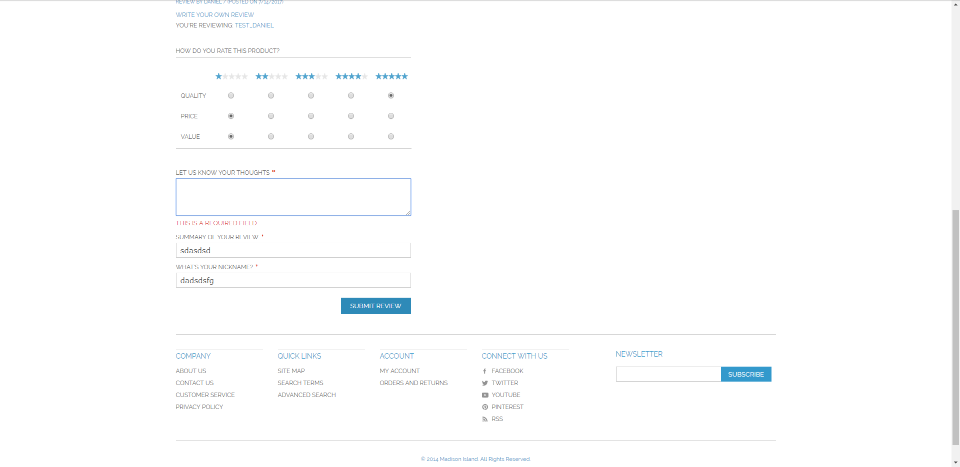 REVIEW BY DANIEL / (POSTED ON 7/11/2017)
WRITE YOUR OWN REVIEW
YOU'RE REVIEWING: TEST_DANIEL
HOW DO YOU RATE THIS PRODUCT?
QUALITY
PRICE
VALUE
LET US KNOW YOUR THOUGHTS *
THIS IS A REQUIRED FIELD.
SUMMARY OF YOUR REVIEW *
sdasdsd
WHAT'S YOUR NICKNAME? *
dadsdsfg
SUBMIT REVIEW
COMPANY
ABOUT US
CONTACT US
CUSTOMER SERVICE
PRIVACY POLICY
QUICK LINKS
SITE MAP
SEARCH TERMS
ADVANCED SEARCH
ACCOUNT
MY ACCOUNT
ORDERS AND RETURNS
CONNECT WITH US
FACEBOOK
TWITTER
YOUTUBE
PINTEREST
RSS
NEWSLETTER
SUBSCRIBE
© 2014 Madison Island. All Rights Reserved.